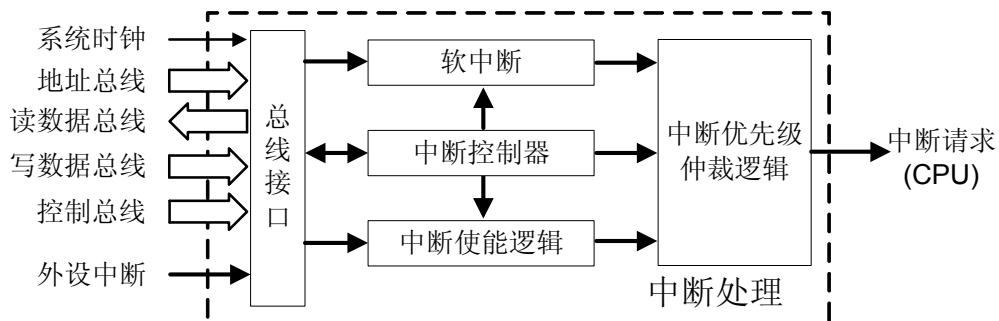 系统时钟
地址总线
读数据总线
写数据总线
控制总线
外设中断
总线接口
软中断
中断控制器
中断使能逻辑
中断优先级
仲裁逻辑
中断处理
中断请求
(CPU)